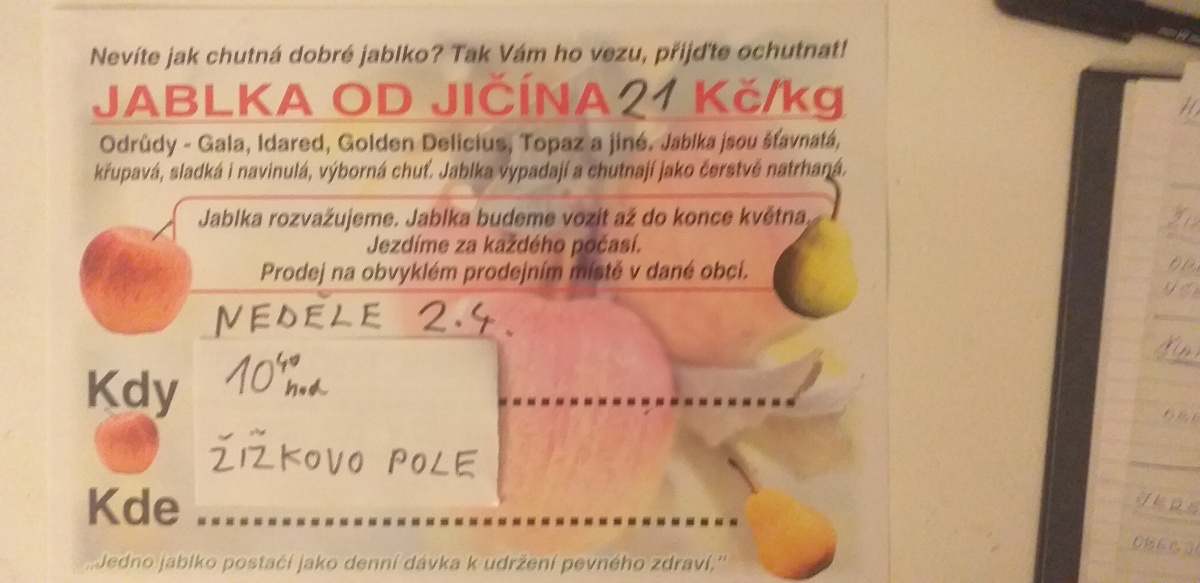 Nevíte jak chutná dobré jablko? Tak Vám ho vezu, přijďte ochutnat!
JABLKA OD JIČÍNA 21 Kč/kg
Odrůdy - Gala, Idared, Golden Delicius, Topaz a jiné. Jablka jsou šťavnatá,
křupavá, sladká i navinulá, výborná chuť. Jablka vypadají a chutnají jako čerstvě natrhaná.
Jablka rozvažujeme. Jablka budeme vozit až do konce května.
Jezdíme za každého počasí.
Prodej na obvyklém prodejním místě v dané obci.
NEDĚLE 2.4.
Kdy 10⁴⁰ hod
ŽIŽKOVO POLE
Kde
„Jedno jablko postačí jako denní dávka k udržení pevného zdraví."